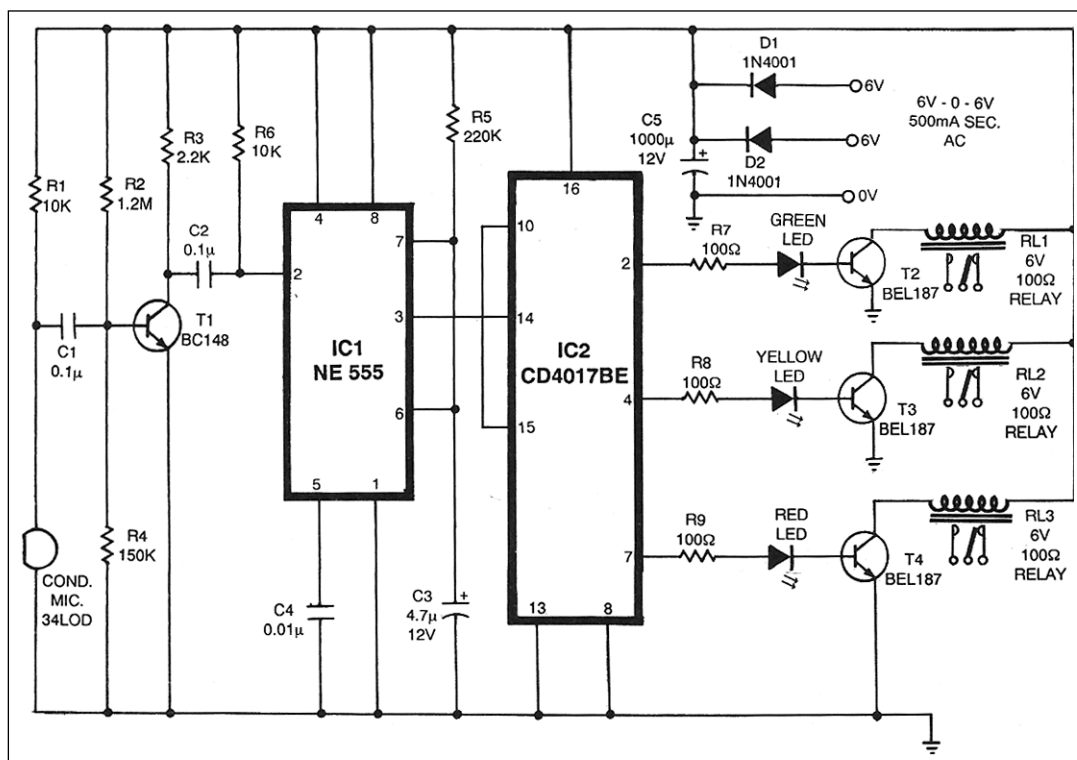 D1
1N4001
6V
6V - 0 - 6V
500mA SEC.
AC
C5
1000µ
12V
+
6V
D2
1N4001
0V
R1
10K
R2
1.2M
R3
2.2K
R6
10K
R5
220K
C2
0.1µ
C1
0.1µ
T1
BC148
R4
150K
COND.
MIC.
34LOD
4
8
7
2
3
6
5
1
IC1
NE 555
C4
0.01µ
C3
4.7µ
12V
+
16
10
2
14
4
15
7
13
8
IC2
CD4017BE
R7
100Ω
GREEN
LED
T2
BEL187
RL1
6V
100Ω
RELAY
R8
100Ω
YELLOW
LED
T3
BEL187
RL2
6V
100Ω
RELAY
R9
100Ω
RED
LED
T4
BEL187
RL3
6V
100Ω
RELAY